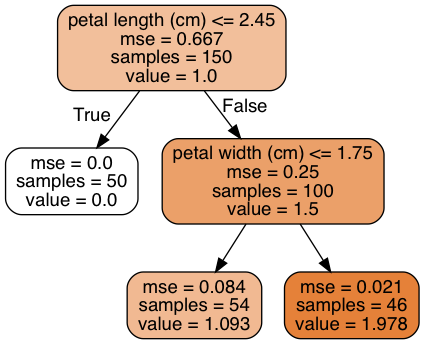 petal length (cm) <= 2.45
mse = 0.667
samples = 150
value = 1.0
True
False
mse = 0.0
samples = 50
value = 0.0
petal width (cm) <= 1.75
mse = 0.25
samples = 100
value = 1.5
mse = 0.084
samples = 54
value = 1.093
mse = 0.021
samples = 46
value = 1.978